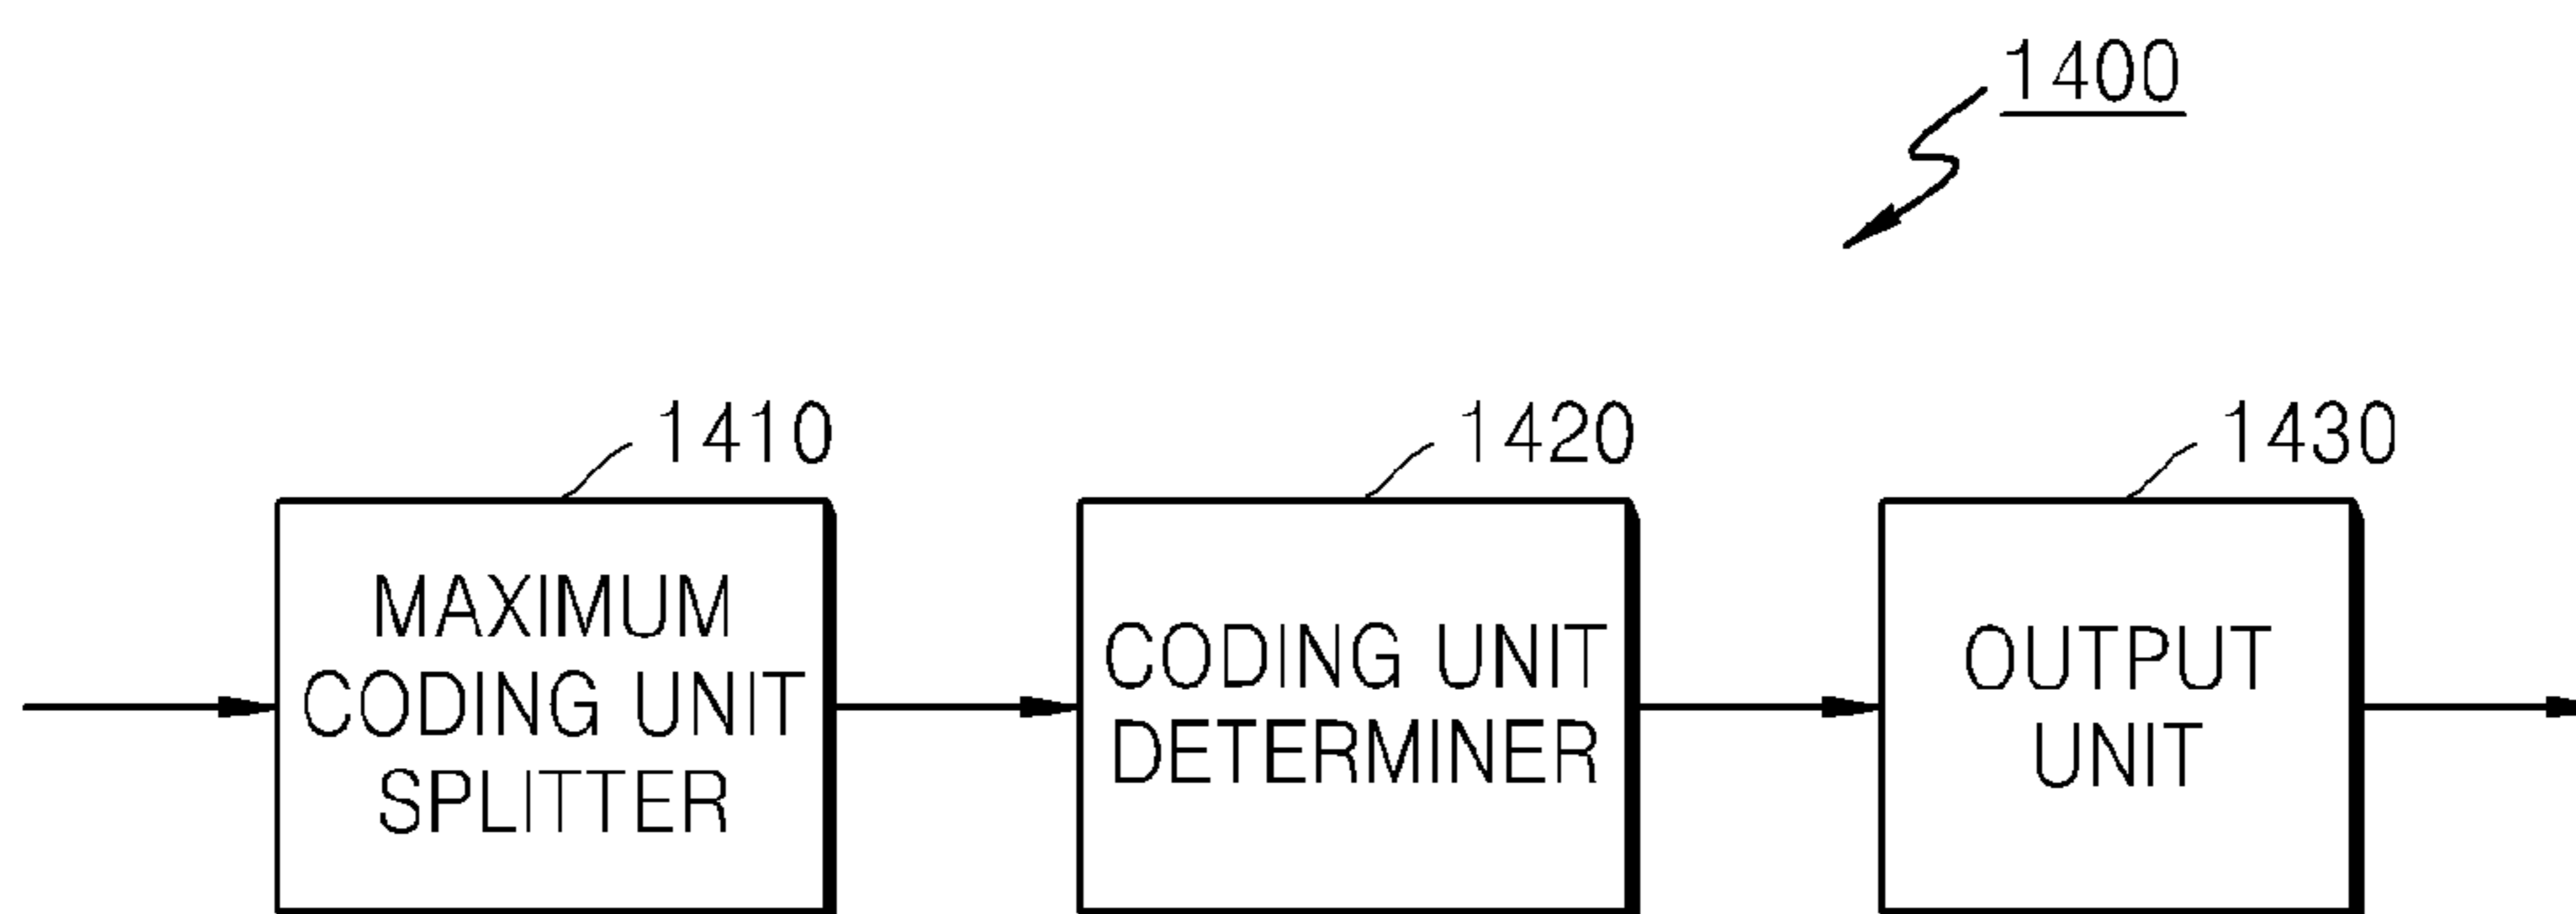 1400
1410
1420
1430
MAXIMUM
CODING UNIT
SPLITTER
CODING UNIT
DETERMINER
OUTPUT
UNIT